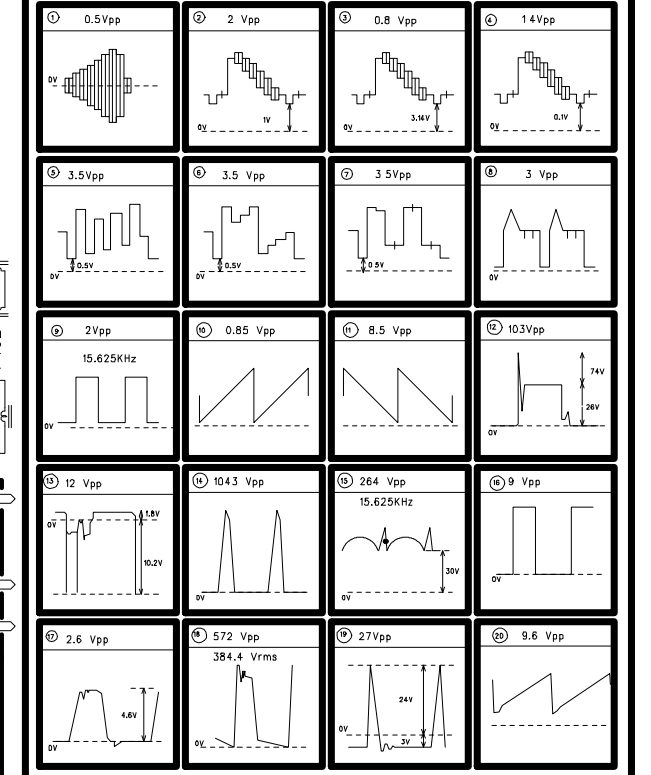 ① 0.5Vpp
0V
② 2 Vpp
1V
0V
③ 0.8 Vpp
3.14V
0V
④ 14Vpp
0.1V
0V
⑤ 3.5Vpp
0.5V
0V
⑥ 3.5 Vpp
0.5V
0V
⑦ 3 5Vpp
0 5V
0V
⑧ 3 Vpp
0V
⑨ 2Vpp
15.625KHz
0V
⑩ 0.85 Vpp
⑪ 8.5 Vpp
⑫ 103Vpp
74V
26V
0V
⑬ 12 Vpp
1.8V
0V
10.2V
⑭ 1043 Vpp
0V
⑮ 264 Vpp
15.625KHz
30V
0V
⑯ 9 Vpp
0V
⑰ 2.6 Vpp
4.6V
0V
⑱ 572 Vpp
384.4 Vrms
0V
⑲ 27Vpp
24V
0V
3V
⑳ 9.6 Vpp